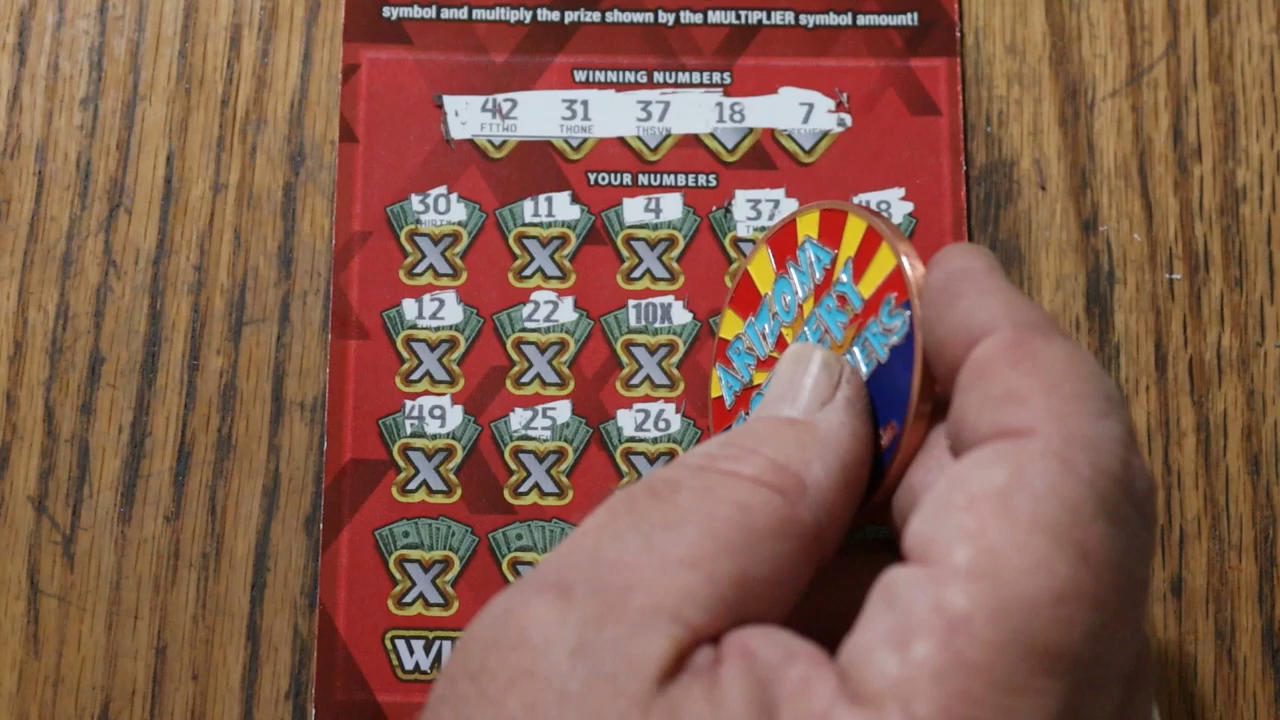 symbol and multiply the prize shown by the MULTIPLIER symbol amount!
WINNING NUMBERS
42 31 37 18 7
FTTWO THONE THSVN
YOUR NUMBERS
30 11 4 37 18
X X X
12 22 10X
X X X
49 25 26
X X X
X
ARIZONA